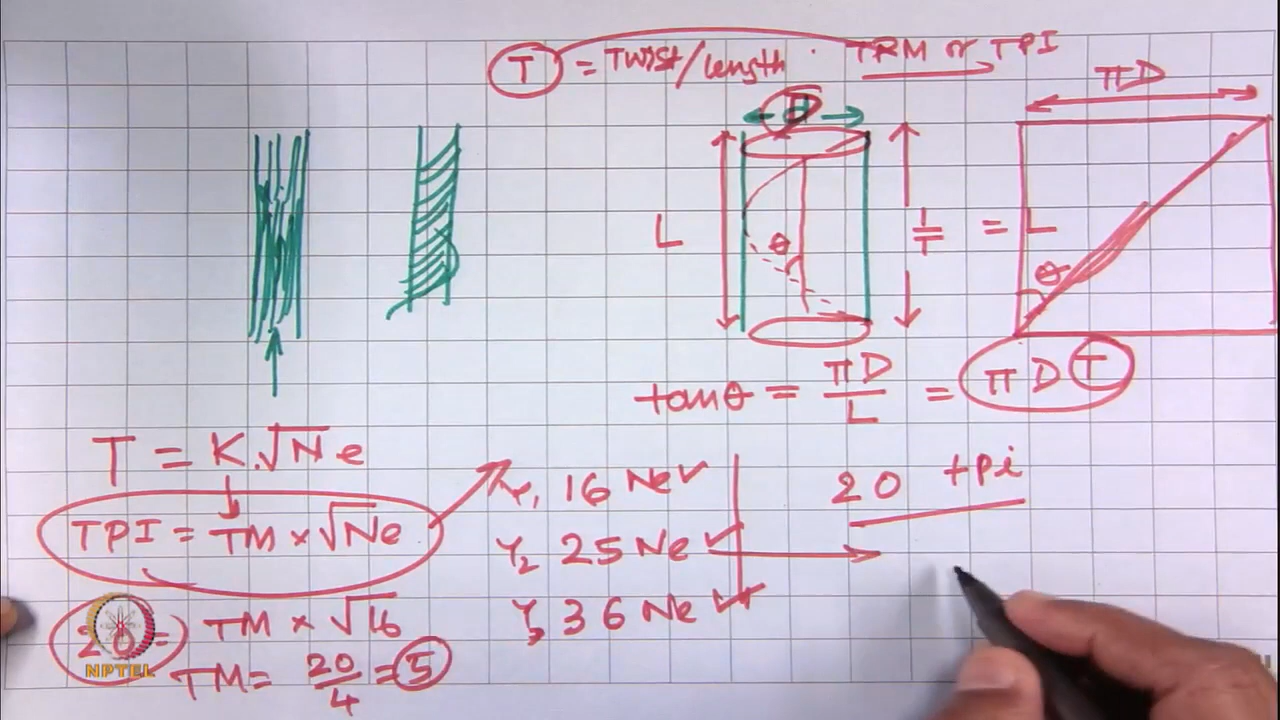 T = Twist/length TRM or TPI
πD
D
L
θ
1/T = L
θ
tanθ = πD/L = πDT
T = K.√Ne
TPI = TM × √Ne
20 = TM × √16
TM = 20/4 = 5
Y1 16 Ne ✓
Y2 25 Ne ✓
Y3 36 Ne ✓
20 tpi
NPTEL